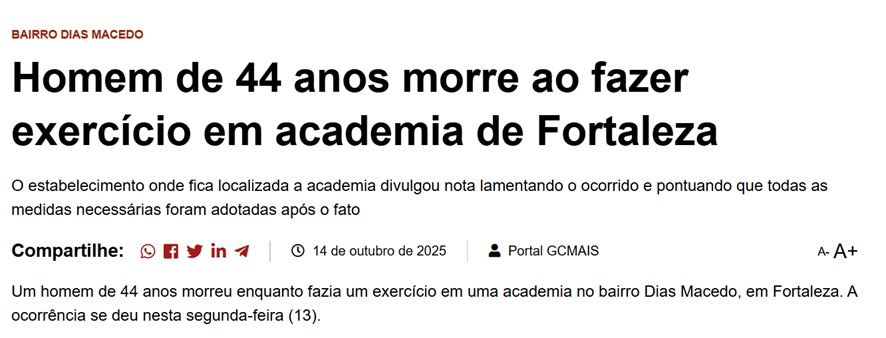 BAIRRO DIAS MACEDO
Homem de 44 anos morre ao fazer
exercício em academia de Fortaleza
O estabelecimento onde fica localizada a academia divulgou nota lamentando o ocorrido e pontuando que todas as
medidas necessárias foram adotadas após o fato
Compartilhe: 14 de outubro de 2025 Portal GCMAIS A- A+
Um homem de 44 anos morreu enquanto fazia um exercício em uma academia no bairro Dias Macedo, em Fortaleza. A
ocorrência se deu nesta segunda-feira (13).